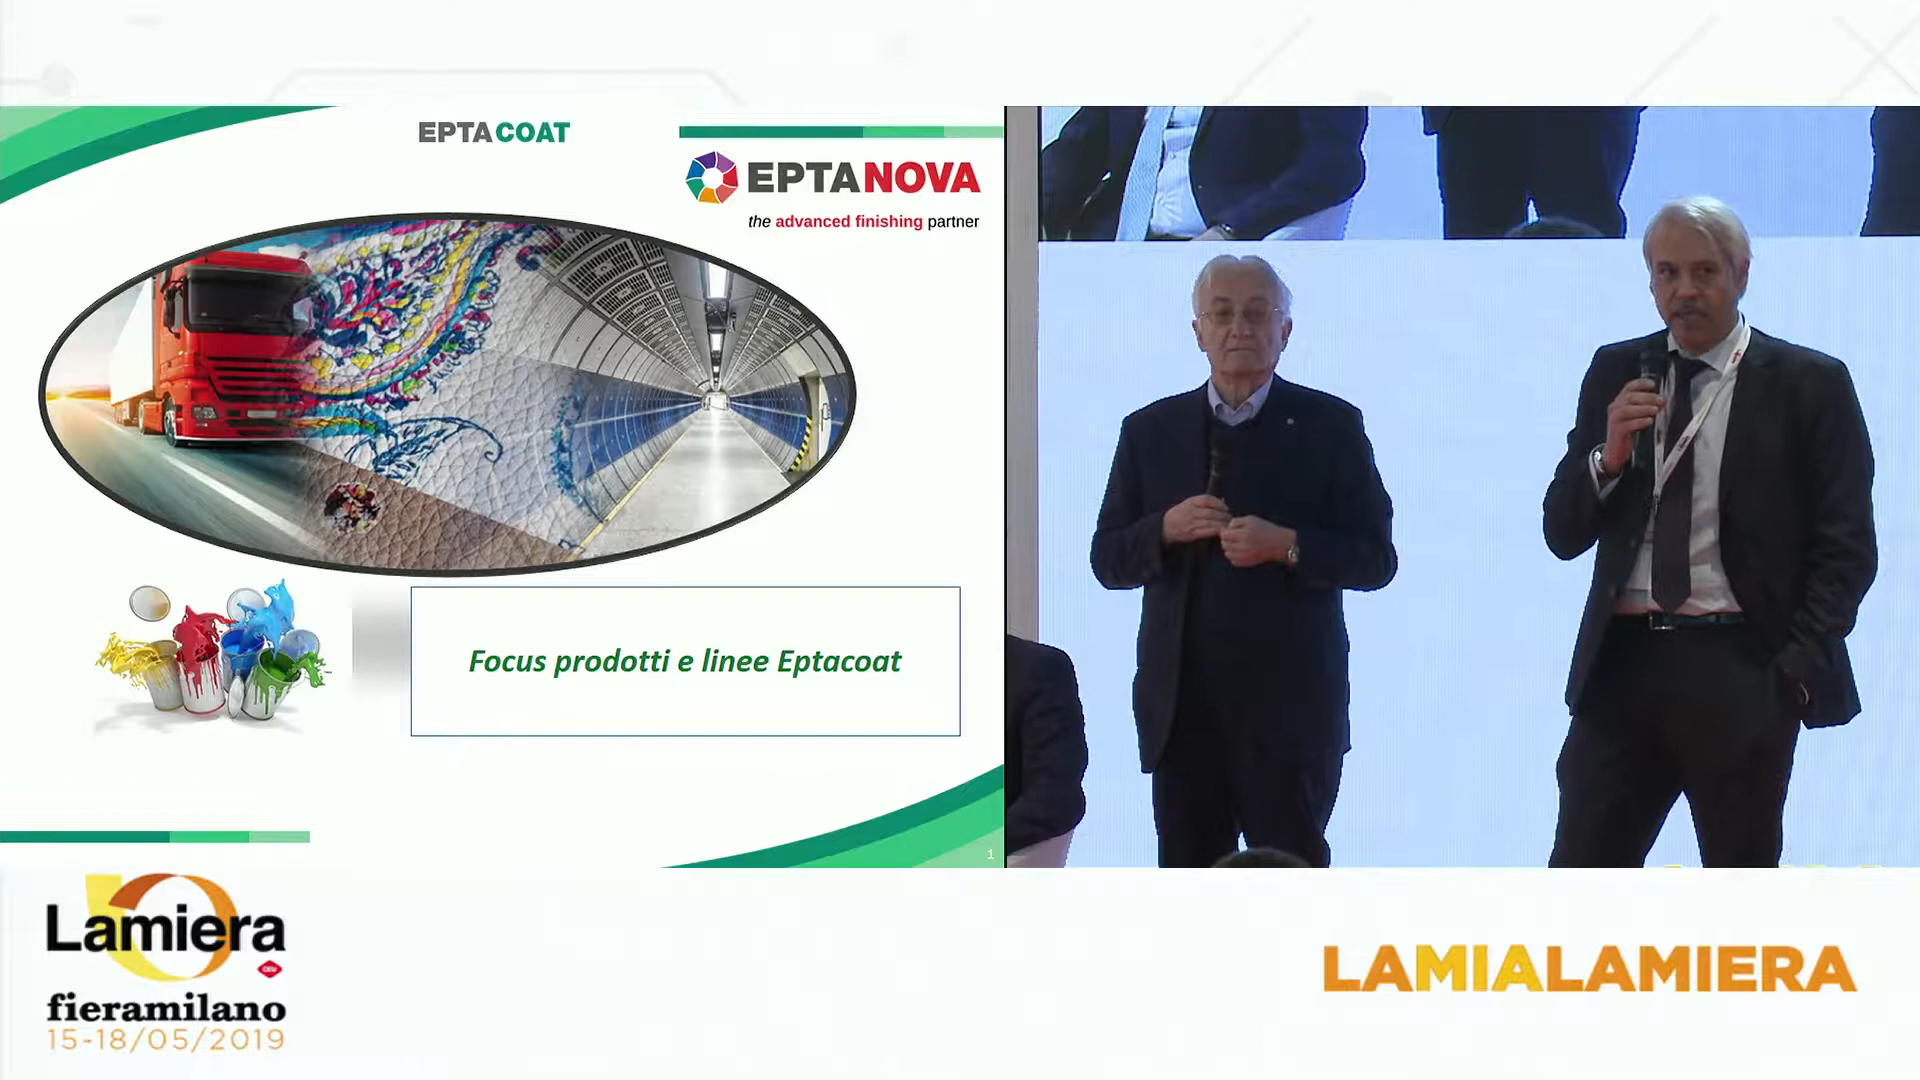 EPTACOAT
EPTANOVA
the advanced finishing partner
Focus prodotti e linee Eptacoat
1
Lamiera
fieramilano
15-18/05/2019
LAMIALAMIERA